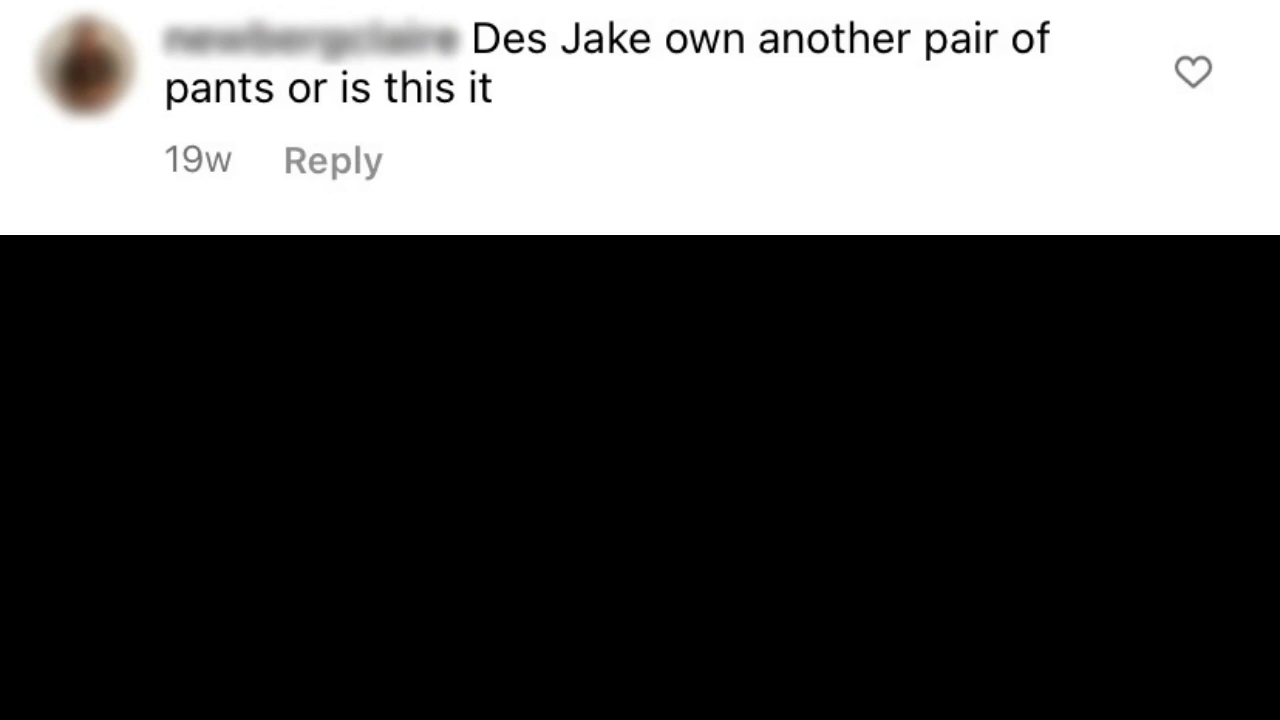 Des Jake own another pair of
pants or is this it
19w Reply